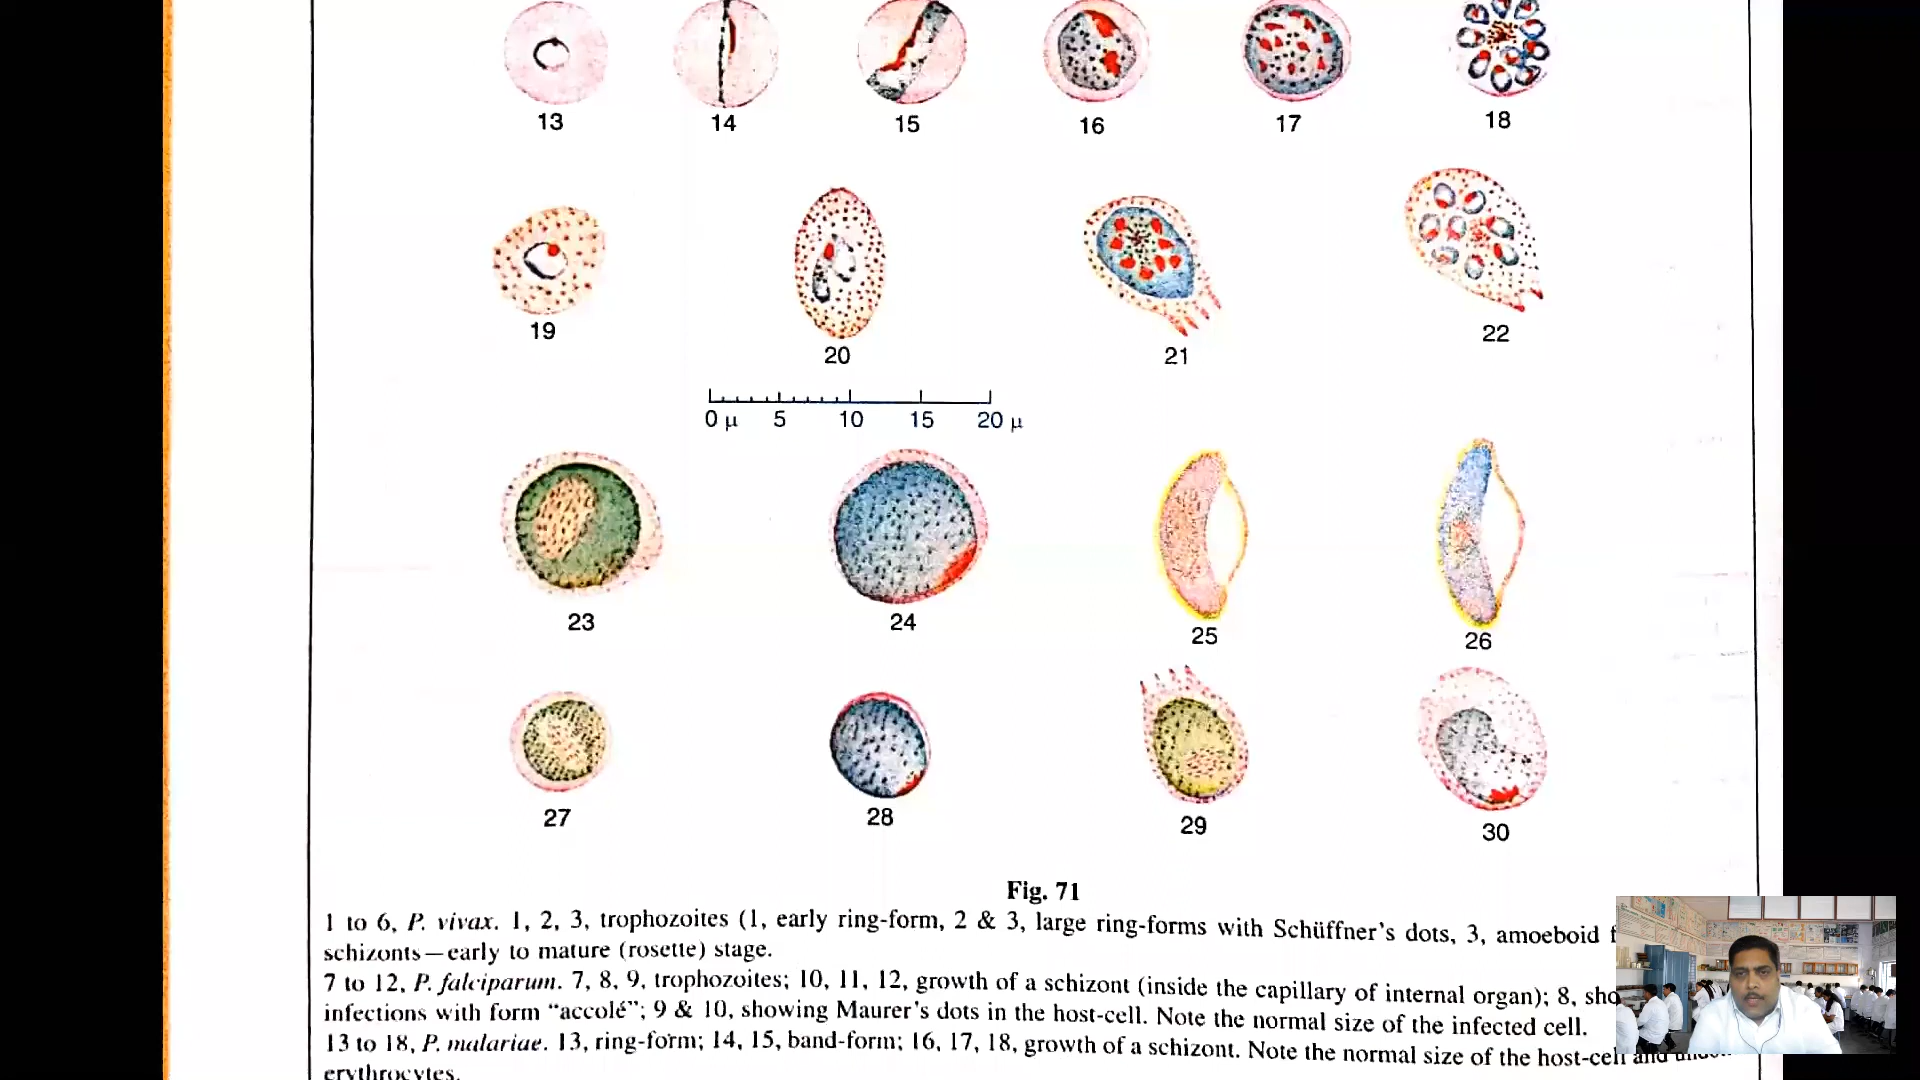 13 14 15 16 17 18
19 20 21 22
0 μ 5 10 15 20 μ
23 24 25 26
27 28 29 30
Fig. 71
1 to 6, P. vivax. 1, 2, 3, trophozoites (1, early ring-form, 2 & 3, large ring-forms with Schüffner's dots, 3, amoeboid
schizonts—early to mature (rosette) stage.
7 to 12, P. falciparum. 7, 8, 9, trophozoites; 10, 11, 12, growth of a schizont (inside the capillary of internal organ); 8,
infections with form "accolé"; 9 & 10, showing Maurer's dots in the host-cell. Note the normal size of the infected cell.
13 to 18, P. malariae. 13, ring-form; 14, 15, band-form; 16, 17, 18, growth of a schizont. Note the normal size of the host-cell and
erythrocytes.